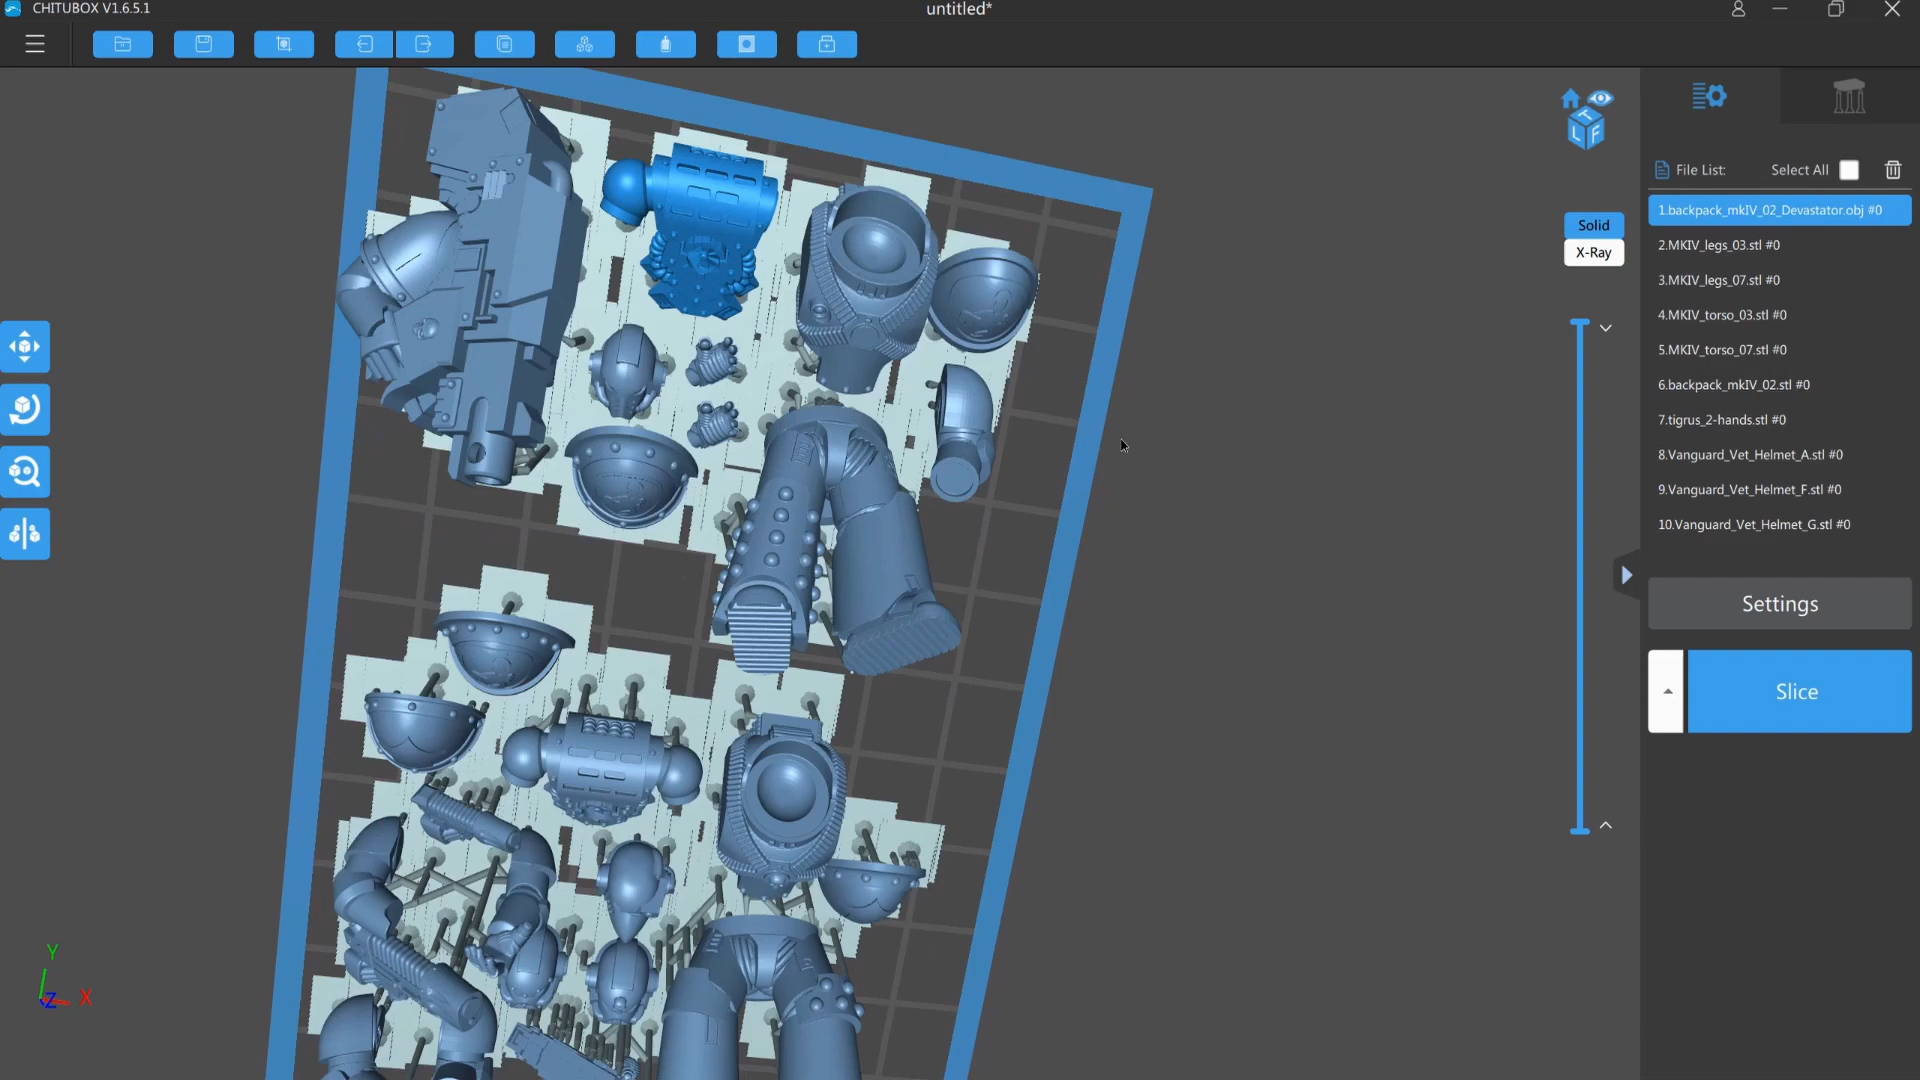 CHITUBOX V1.6.5.1
untitled*
File List:
Select All
1.backpack_mkIV_02_Devastator.obj #0
2.MKIV_legs_03.stl #0
3.MKIV_legs_07.stl #0
4.MKIV_torso_03.stl #0
5.MKIV_torso_07.stl #0
6.backpack_mkIV_02.stl #0
7.tigrus_2-hands.stl #0
8.Vanguard_Vet_Helmet_A.stl #0
9.Vanguard_Vet_Helmet_F.stl #0
10.Vanguard_Vet_Helmet_G.stl #0
T
L F
Solid
X-Ray
Settings
Slice
Y
Z X